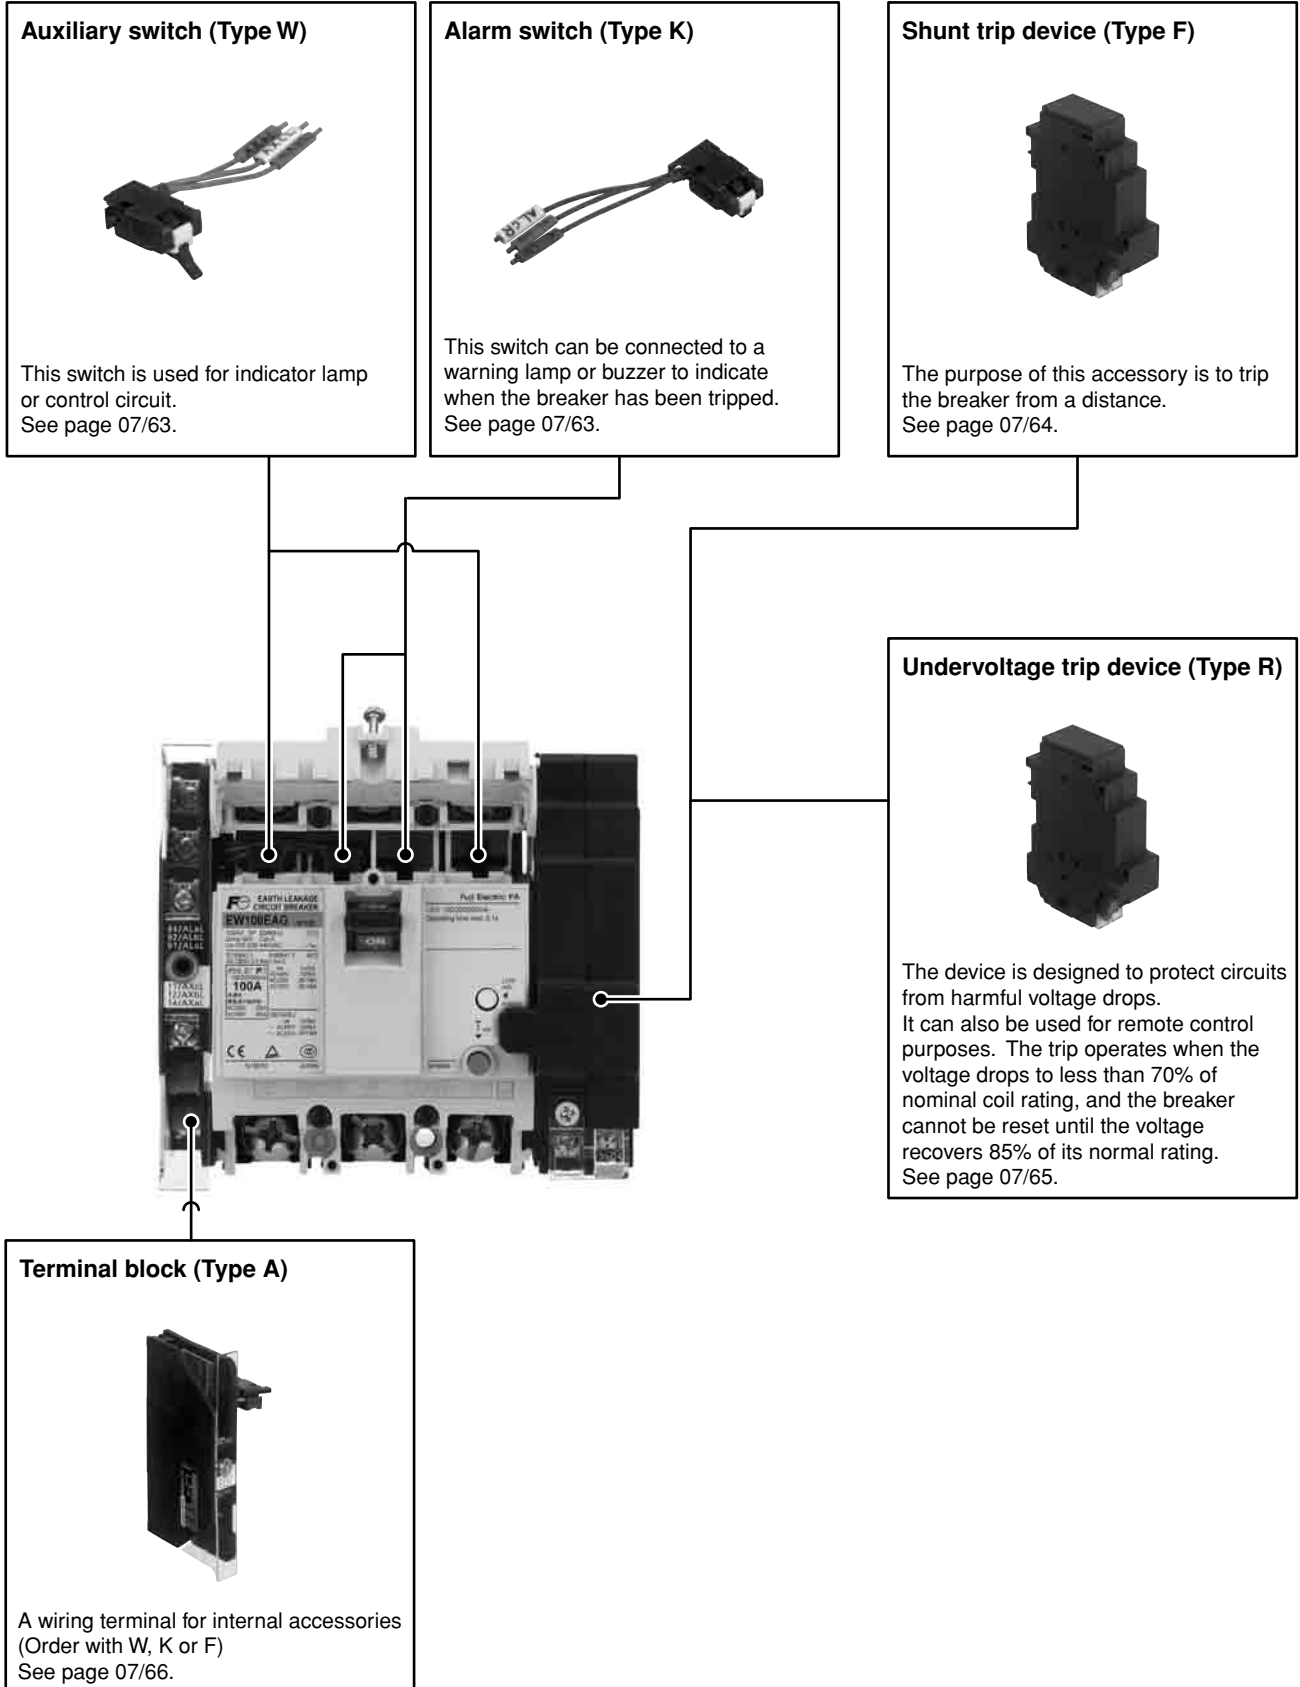 Auxiliary switch (Type W)
This switch is used for indicator lamp
or control circuit.
See page 07/63.
Alarm switch (Type K)
AL cR
This switch can be connected to a
warning lamp or buzzer to indicate
when the breaker has been tripped.
See page 07/63.
Shunt trip device (Type F)
The purpose of this accessory is to trip
the breaker from a distance.
See page 07/64.
Undervoltage trip device (Type R)
The device is designed to protect circuits
from harmful voltage drops.
It can also be used for remote control
purposes. The trip operates when the
voltage drops to less than 70% of
nominal coil rating, and the breaker
cannot be reset until the voltage
recovers 85% of its normal rating.
See page 07/65.
EARTH LEAKAGE
CIRCUIT BREAKER
EW100EAG
100A
CE
Fuji Electric FA
ON
Terminal block (Type A)
A wiring terminal for internal accessories
(Order with W, K or F)
See page 07/66.